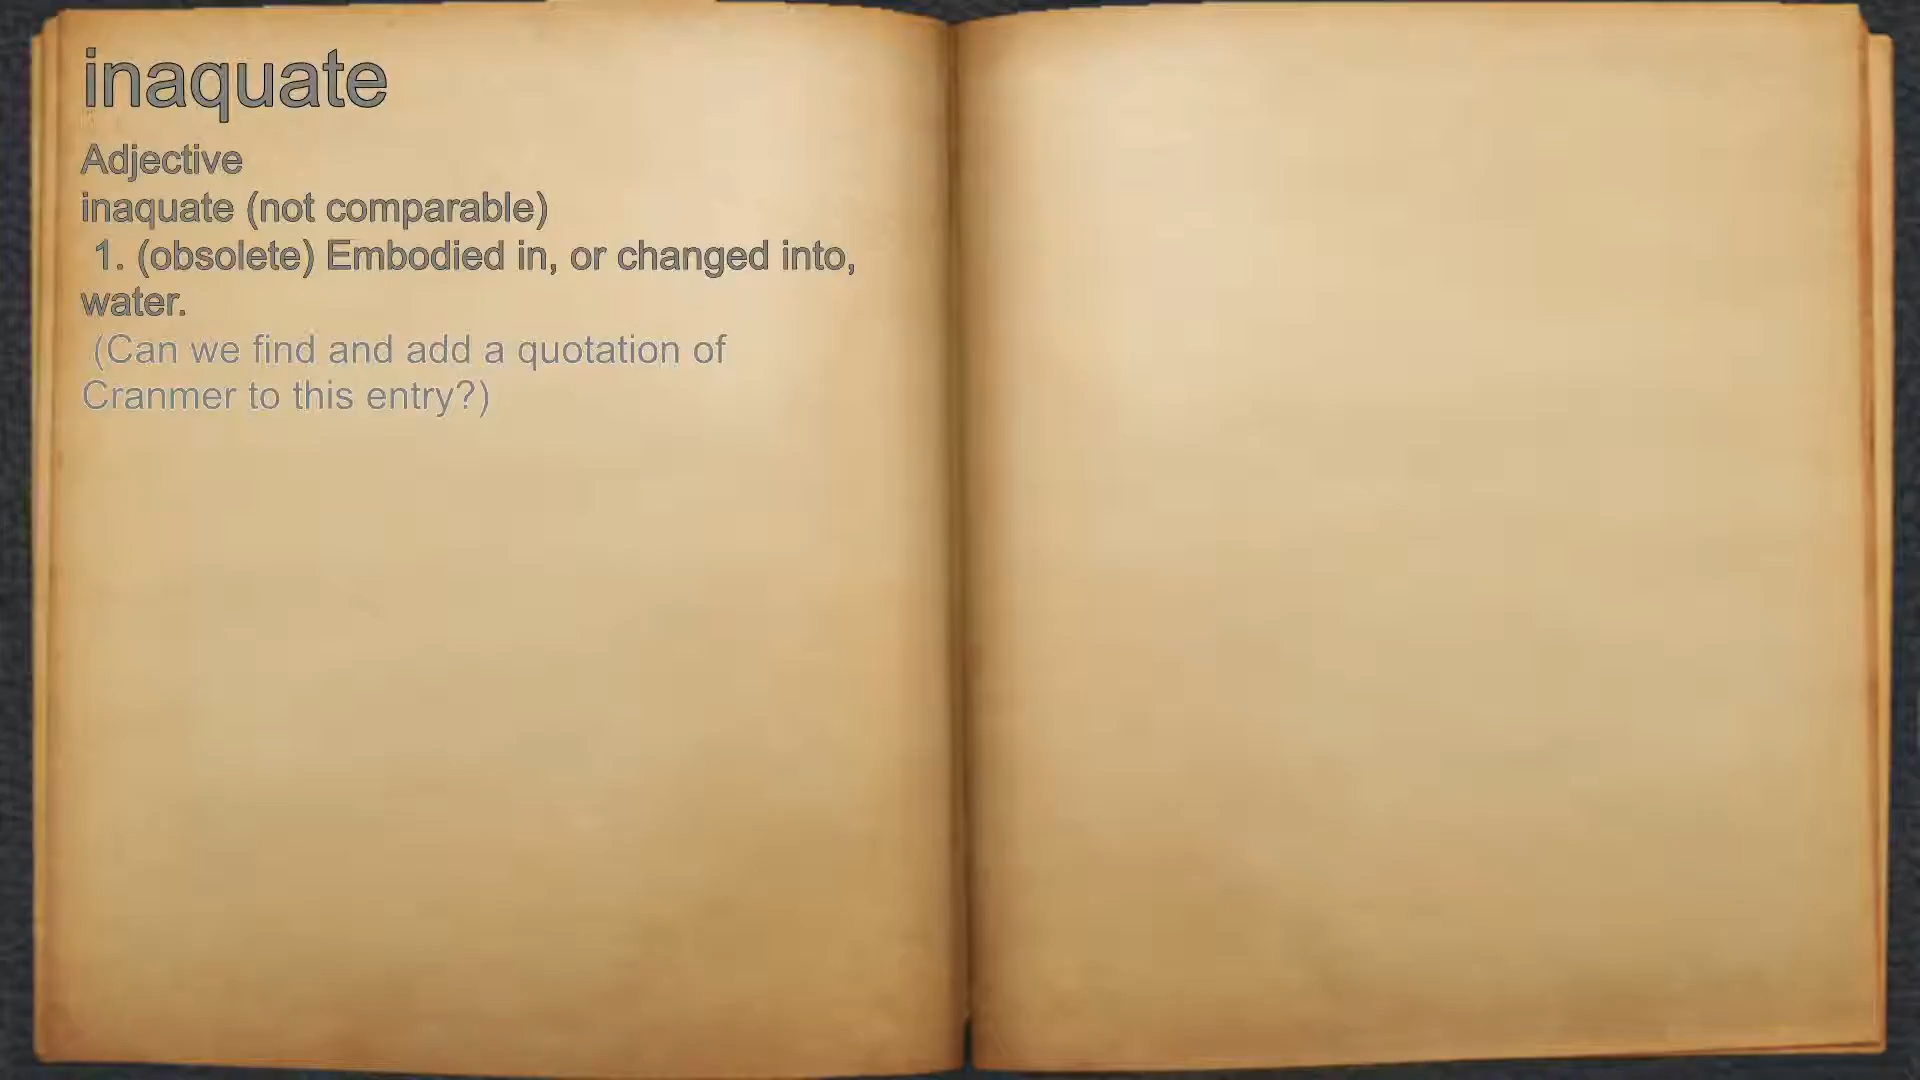 inaquate
Adjective
inaquate (not comparable)
1. (obsolete) Embodied in, or changed into,
water.
(Can we find and add a quotation of
Cranmer to this entry?)